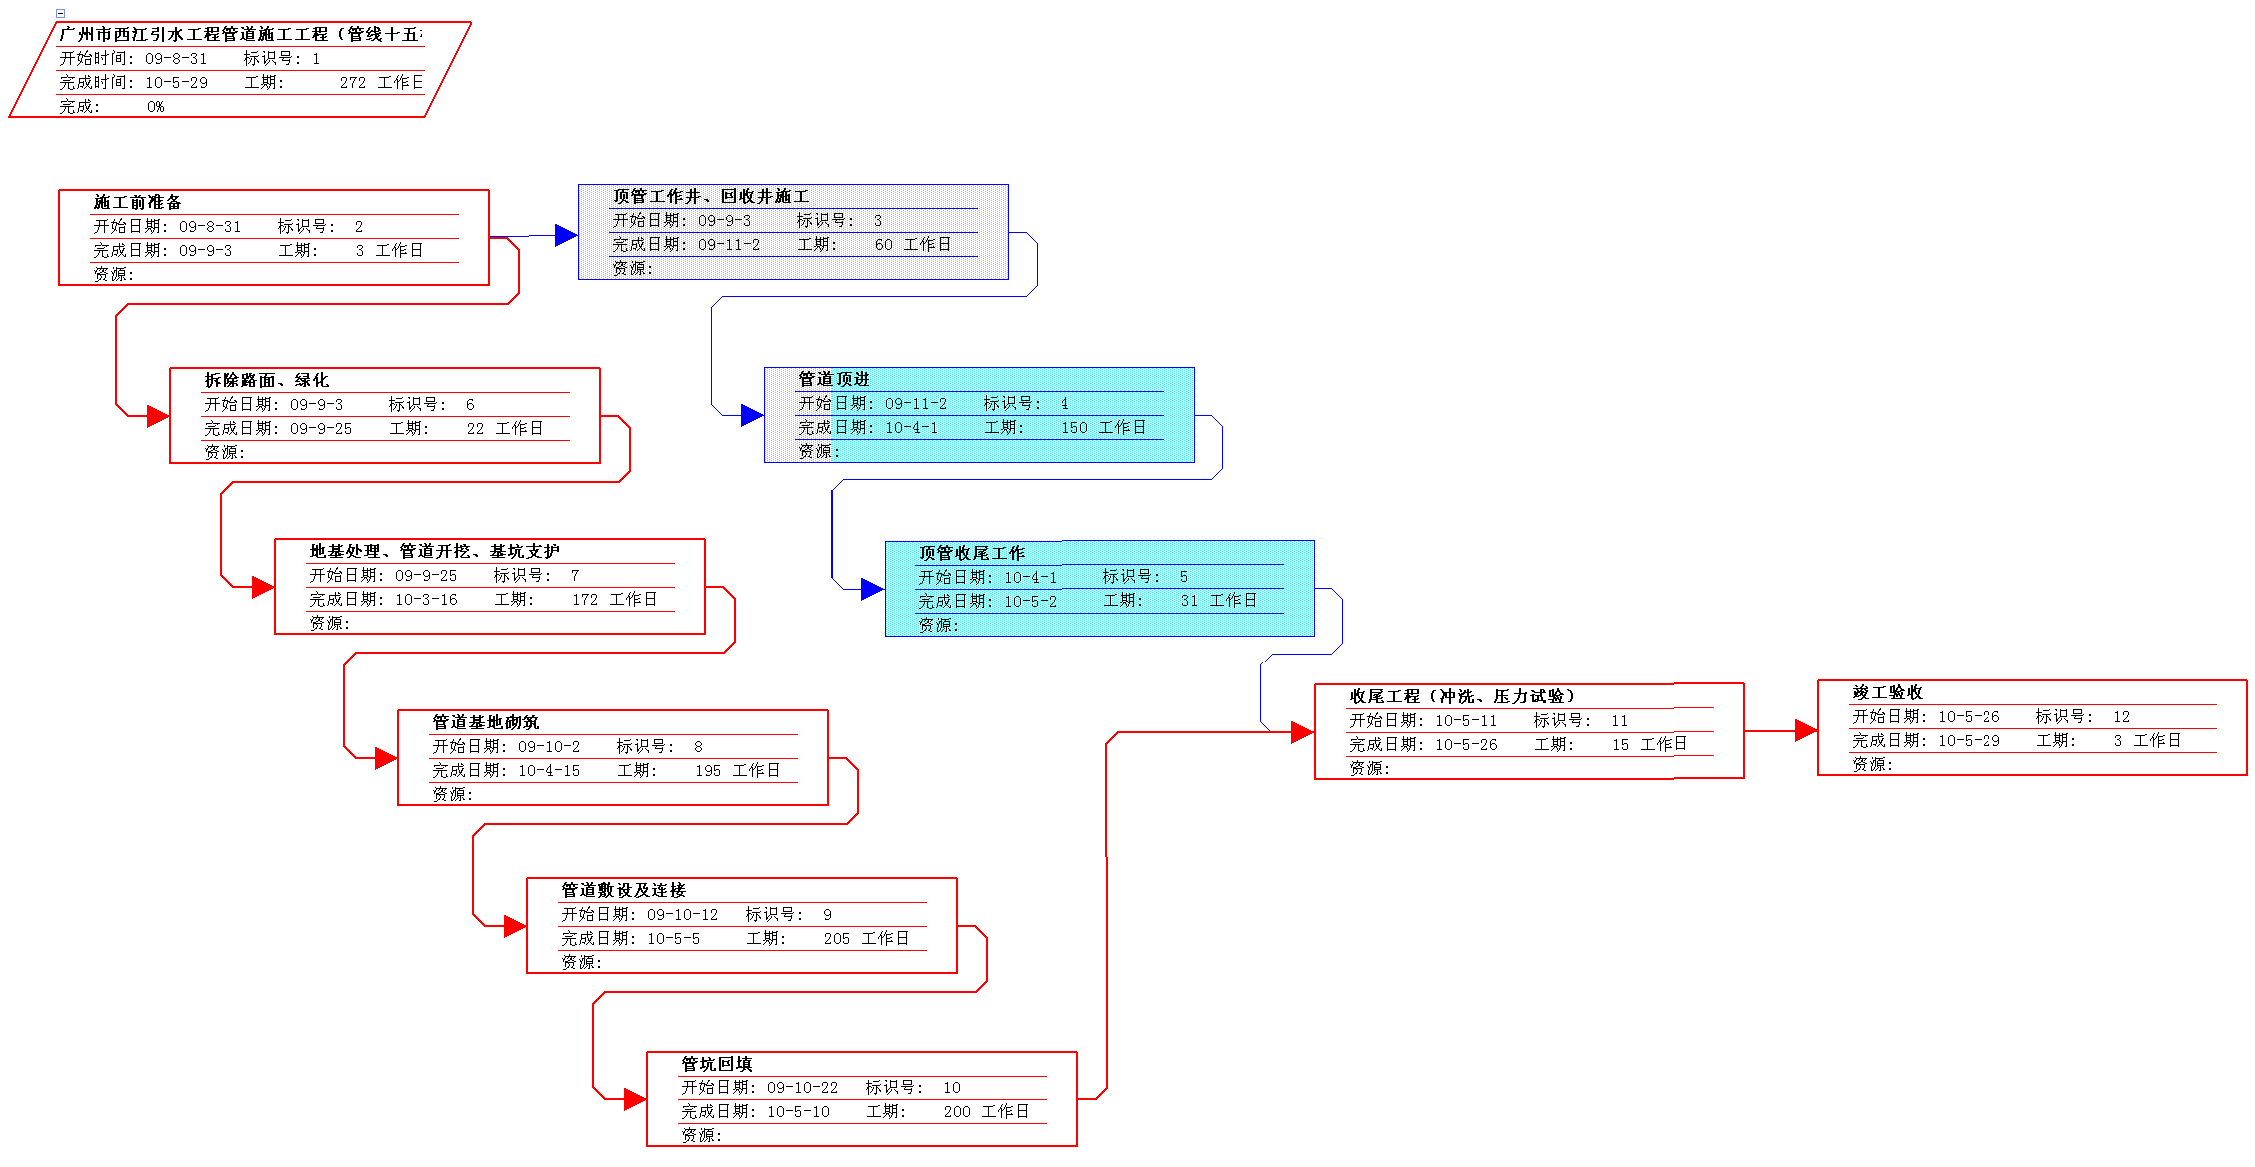 广州市西江引水工程管道施工工程（管线十五
开始时间: 09-8-31 标识号: 1
完成时间: 10-5-29 工期: 272 工作日
完成: 0%
施工前准备
开始日期: 09-8-31 标识号: 2
完成日期: 09-9-3 工期: 3 工作日
资源:
顶管工作井、回收井施工
开始日期: 09-9-3 标识号: 3
完成日期: 09-11-2 工期: 60 工作日
资源:
拆除路面、绿化
开始日期: 09-9-3 标识号: 6
完成日期: 09-9-25 工期: 22 工作日
资源:
管道顶进
开始日期: 09-11-2 标识号: 4
完成日期: 10-4-1 工期: 150 工作日
资源:
地基处理、管道开挖、基坑支护
开始日期: 09-9-25 标识号: 7
完成日期: 10-3-16 工期: 172 工作日
资源:
顶管收尾工作
开始日期: 10-4-1 标识号: 5
完成日期: 10-5-2 工期: 31 工作日
资源:
管道基地砌筑
开始日期: 09-10-2 标识号: 8
完成日期: 10-4-15 工期: 195 工作日
资源:
收尾工程（冲洗、压力试验）
开始日期: 10-5-11 标识号: 11
完成日期: 10-5-26 工期: 15 工作日
资源:
竣工验收
开始日期: 10-5-26 标识号: 12
完成日期: 10-5-29 工期: 3 工作日
资源:
管道敷设及连接
开始日期: 09-10-12 标识号: 9
完成日期: 10-5-5 工期: 205 工作日
资源:
管坑回填
开始日期: 09-10-22 标识号: 10
完成日期: 10-5-10 工期: 200 工作日
资源: